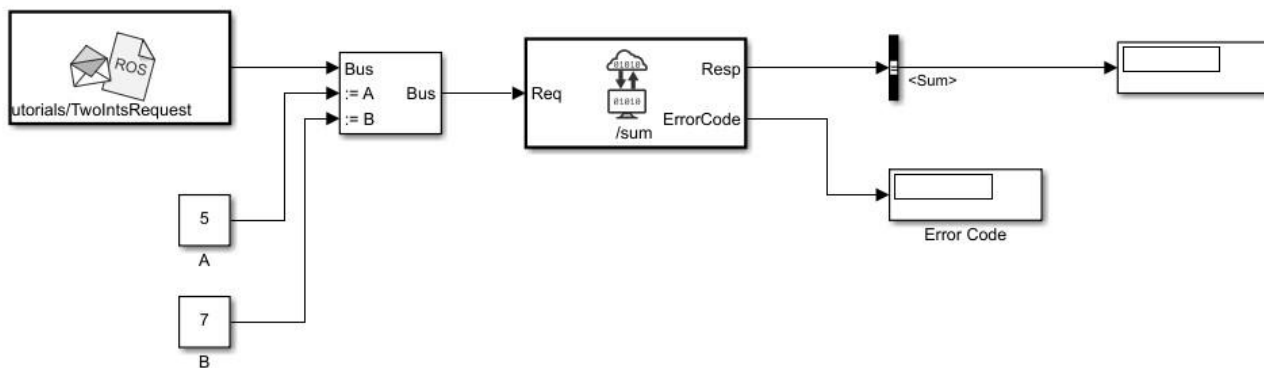 ROS
utorials/TwoIntsRequest
Bus
:= A
:= B
Bus
Req
01010
01010
/sum
Resp
ErrorCode
<Sum>
Error Code
5
A
7
B